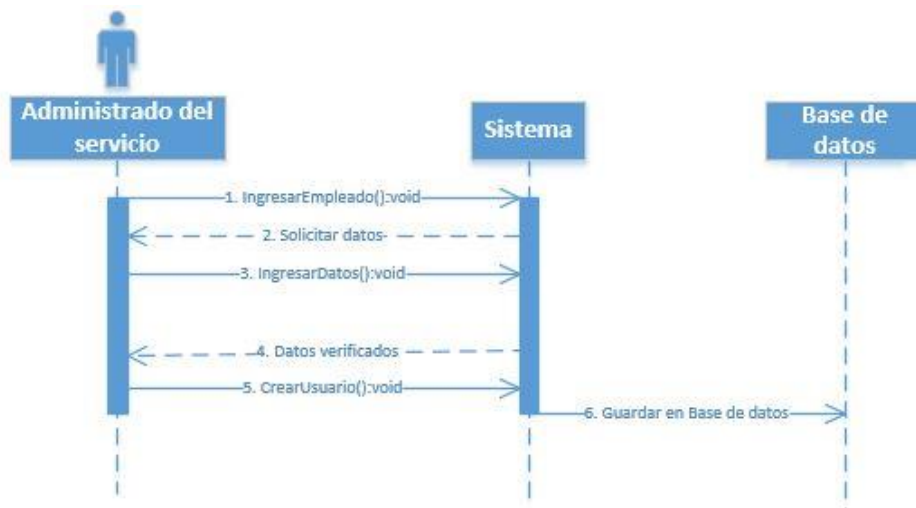 Administrado del
servicio
Sistema
Base de
datos
1. IngresarEmpleado():void
2. Solicitar datos
3. IngresarDatos():void
4. Datos verificados
5. CrearUsuario():void
6. Guardar en Base de datos